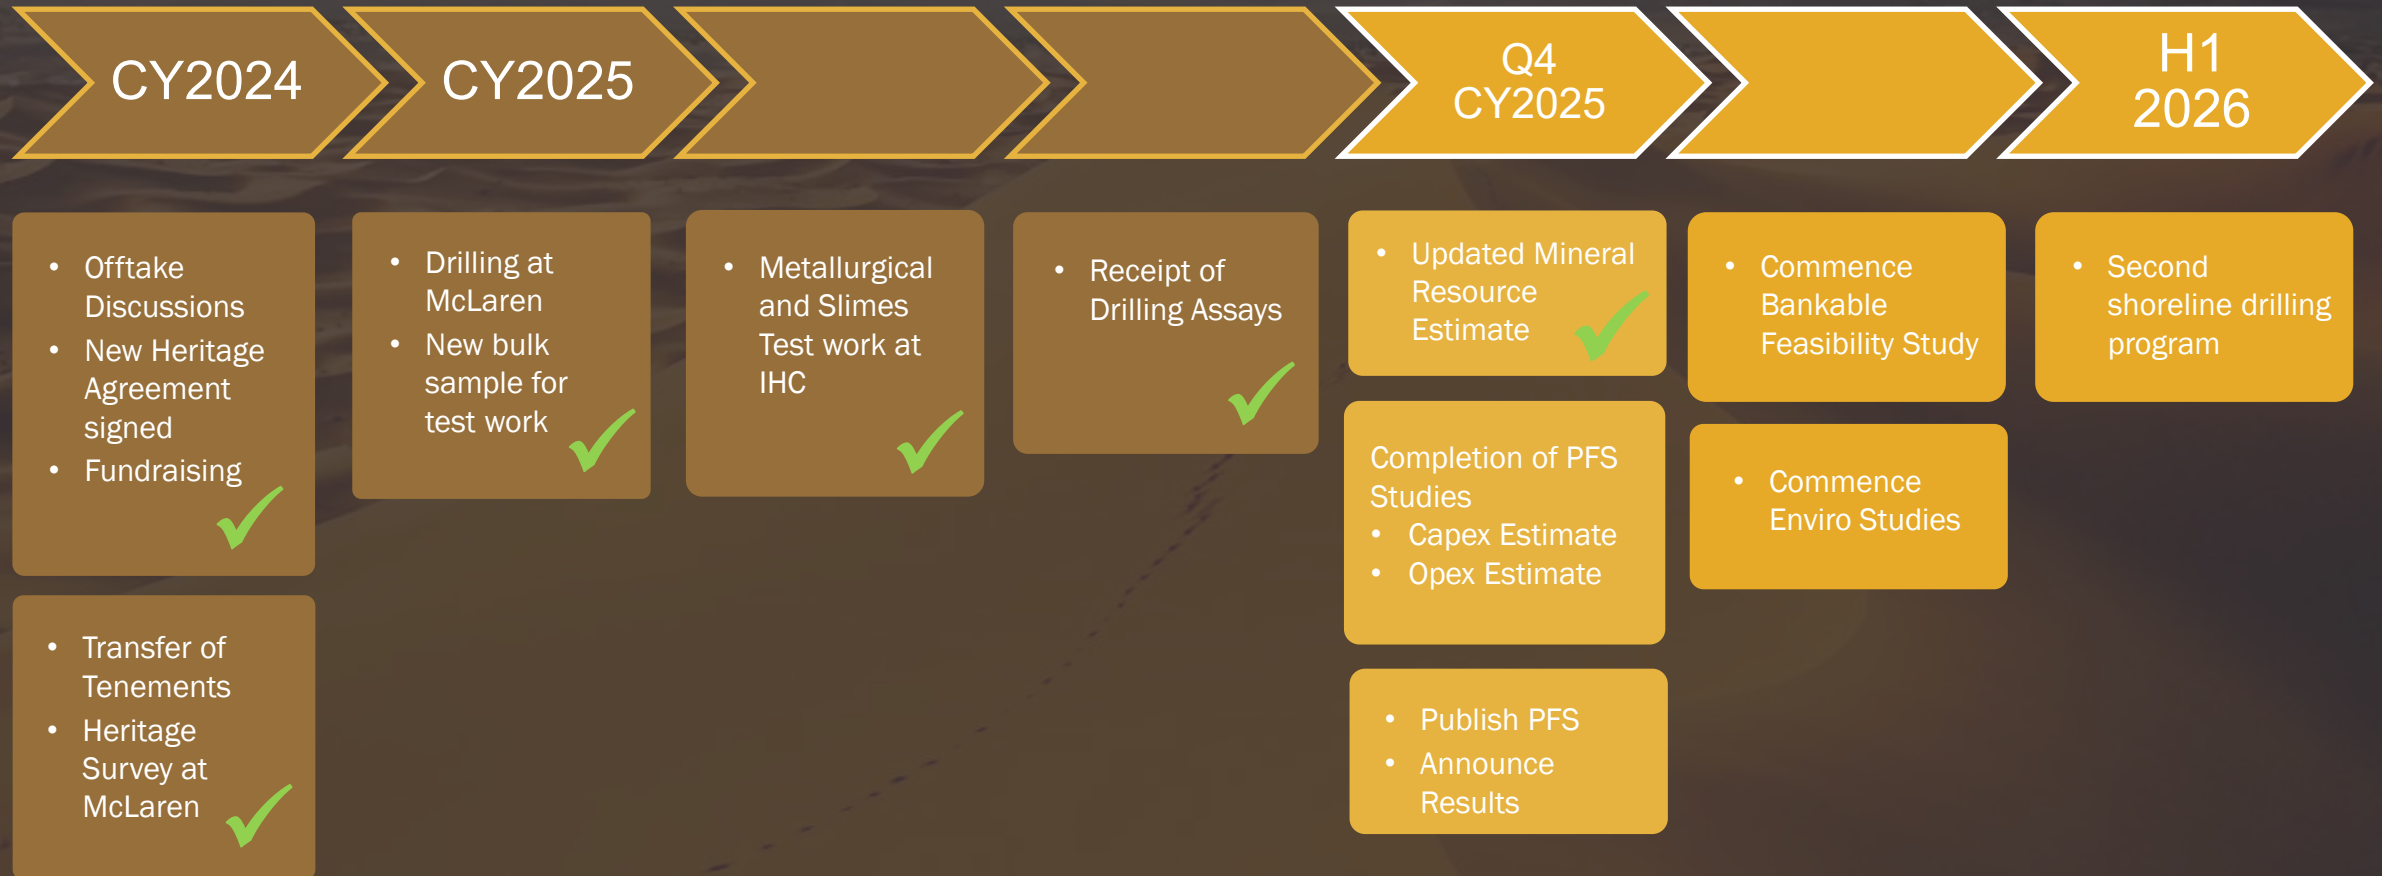 CY2024
CY2025
Q4
CY2025
H1
2026
• Offtake
Discussions
• New Heritage
Agreement
signed
• Fundraising
• Transfer of
Tenements
• Heritage
Survey at
McLaren
• Drilling at
McLaren
• New bulk
sample for
test work
• Metallurgical
and Slimes
Test work at
IHC
• Receipt of
Drilling Assays
• Updated Mineral
Resource
Estimate
Completion of PFS
Studies
• Capex Estimate
• Opex Estimate
• Publish PFS
• Announce
Results
• Commence
Bankable
Feasibility Study
• Commence
Enviro Studies
• Second
shoreline drilling
program